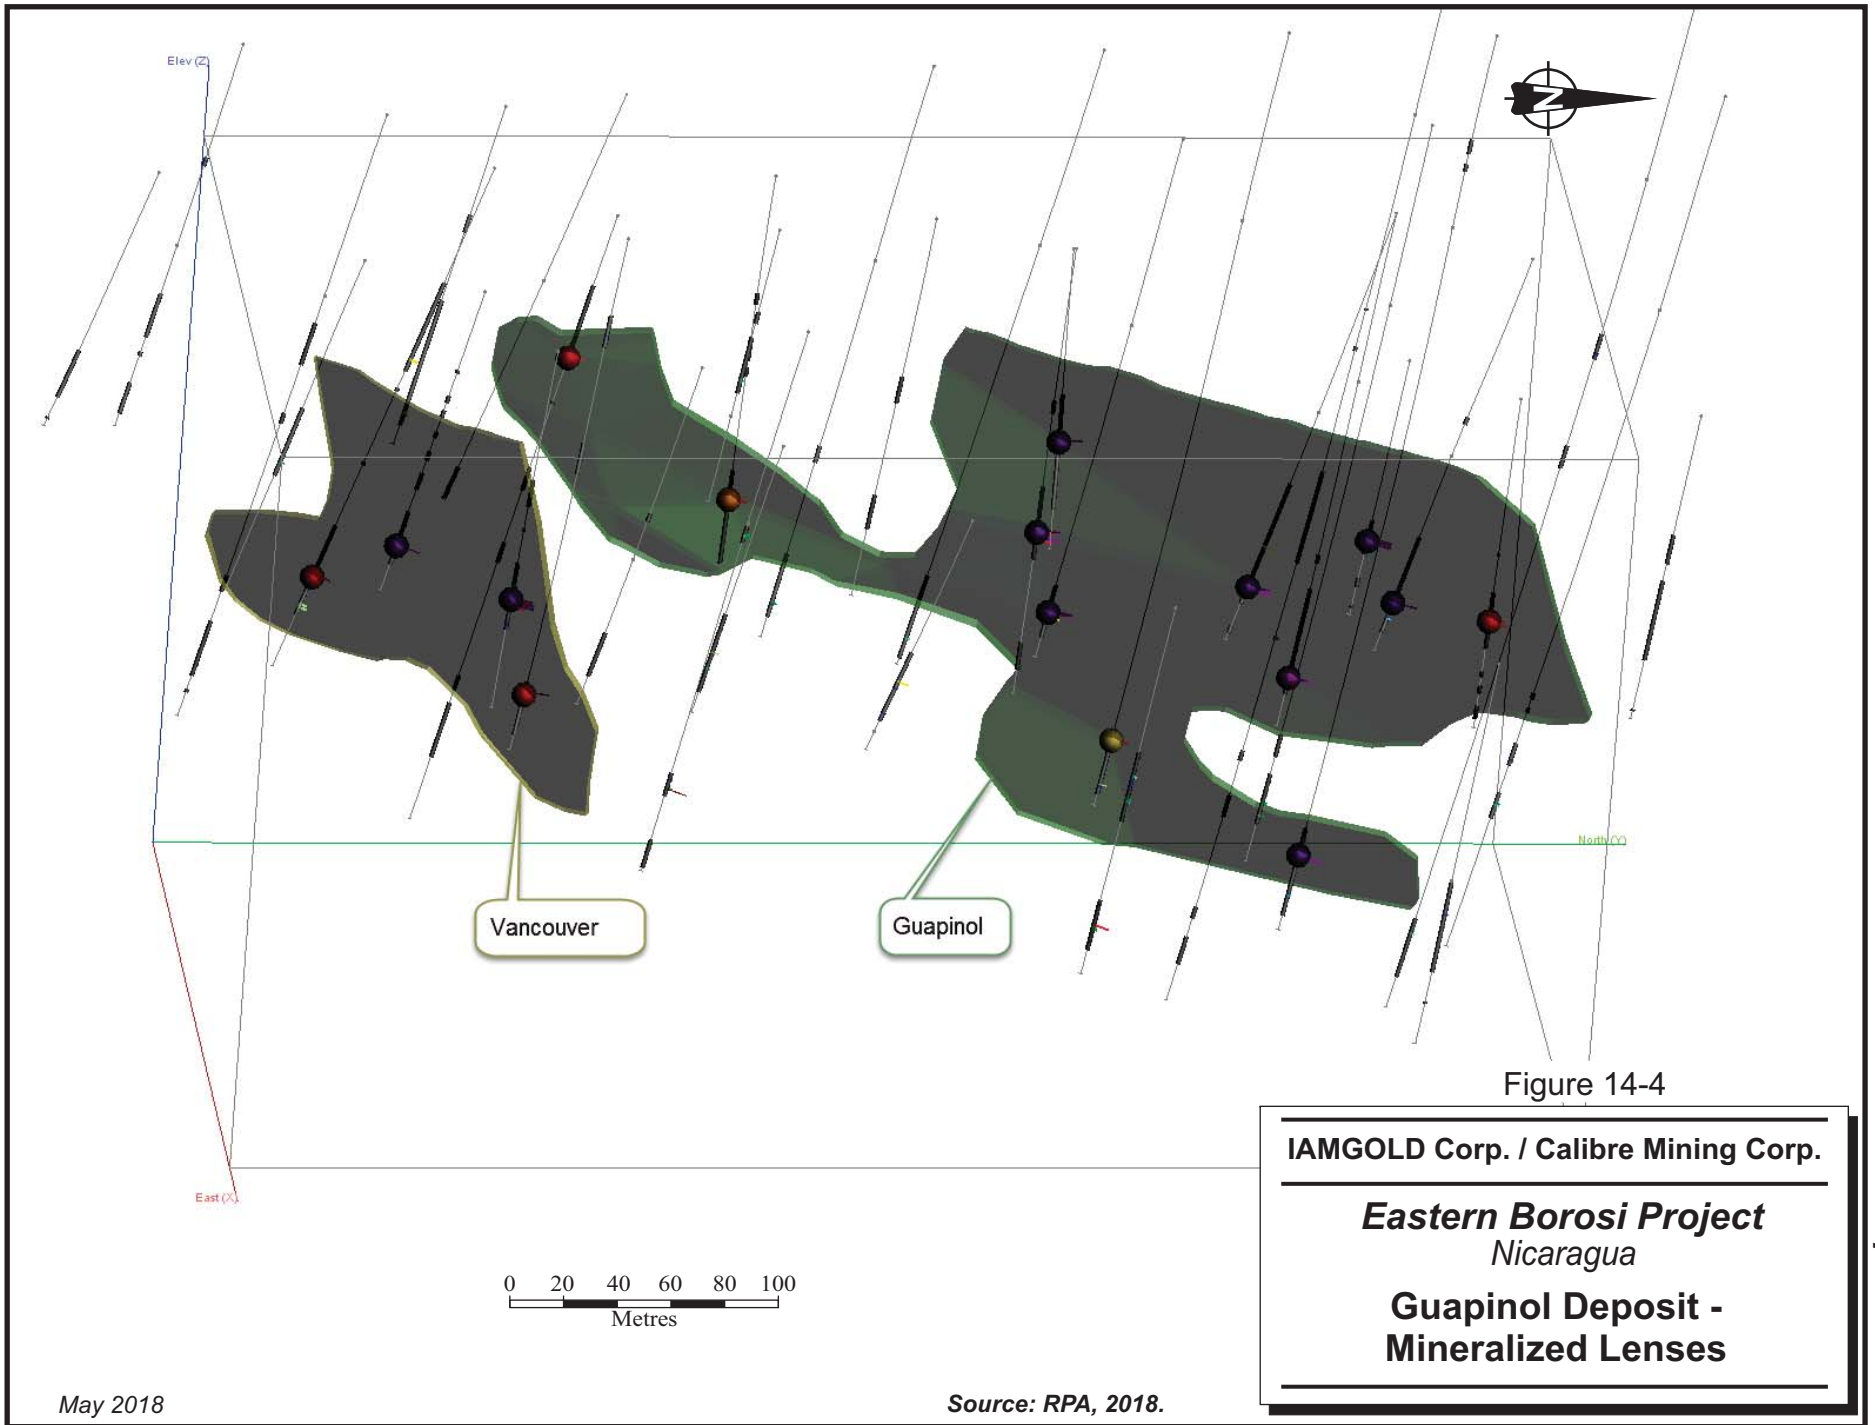 Elev (Z)
N
North (Y)
Vancouver
Guapinol
East (X)
Figure 14-4
IAMGOLD Corp. / Calibre Mining Corp.
Eastern Borosi Project
Nicaragua
Guapinol Deposit -
Mineralized Lenses
0 20 40 60 80 100
Metres
May 2018
Source: RPA, 2018.